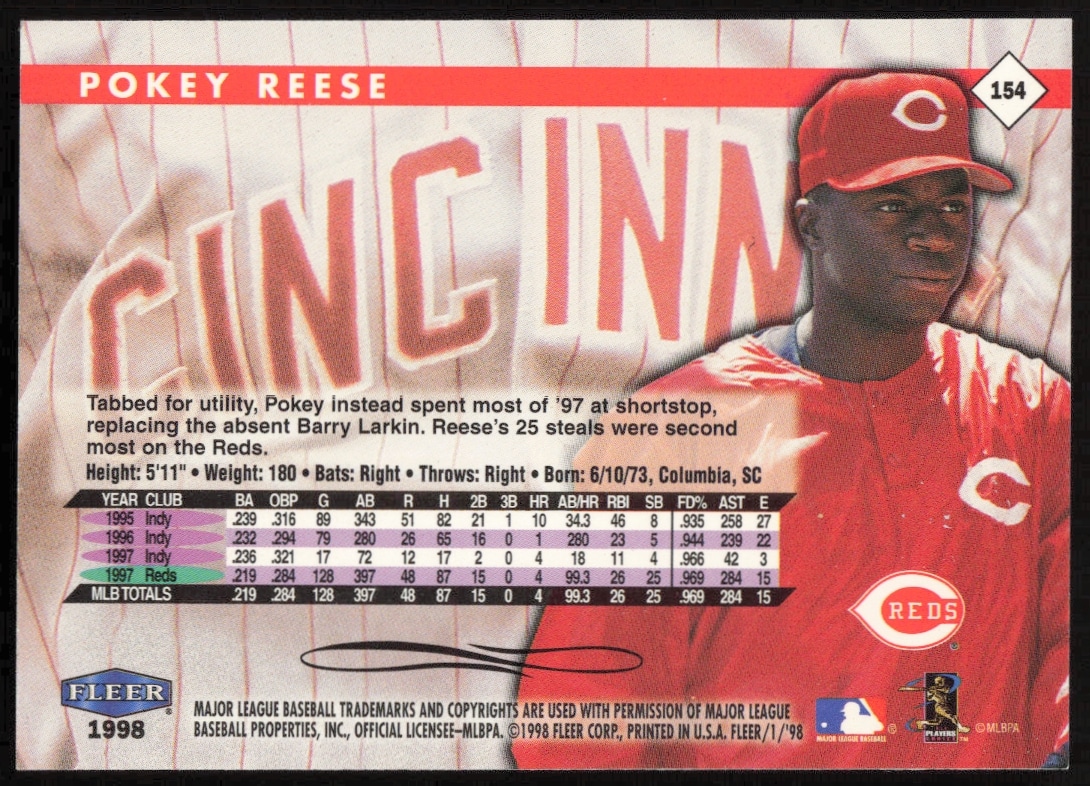 POKEY REESE
154
CINCINN
Tabbed for utility, Pokey instead spent most of '97 at shortstop,
replacing the absent Barry Larkin. Reese's 25 steals were second
most on the Reds.
Height: 5'11" • Weight: 180 • Bats: Right • Throws: Right • Born: 6/10/73, Columbia, SC
YEAR CLUB BA OBP G AB R H 2B 3B HR AB/HR RBI SB FD% AST E
1995 Indy .239 .316 89 343 51 82 21 1 10 34.3 46 8 .935 258 27
1996 Indy .232 .294 79 280 26 65 16 0 1 280 23 5 .944 239 22
1997 Indy .236 .321 17 72 12 17 2 0 4 18 11 4 .966 42 3
1997 Reds .219 .284 128 397 48 87 15 0 4 99.3 26 25 .969 284 15
MLB TOTALS .219 .284 128 397 48 87 15 0 4 99.3 26 25 .969 284 15
C
C
REDS
®
FLEER®
1998
MAJOR LEAGUE BASEBALL TRADEMARKS AND COPYRIGHTS ARE USED WITH PERMISSION OF MAJOR LEAGUE
BASEBALL PROPERTIES, INC., OFFICIAL LICENSEE–MLBPA. ©1998 FLEER CORP., PRINTED IN U.S.A. FLEER/1/'98
MAJOR LEAGUE BASEBALL
®
PLAYERS
CHOICE
™
©MLBPA